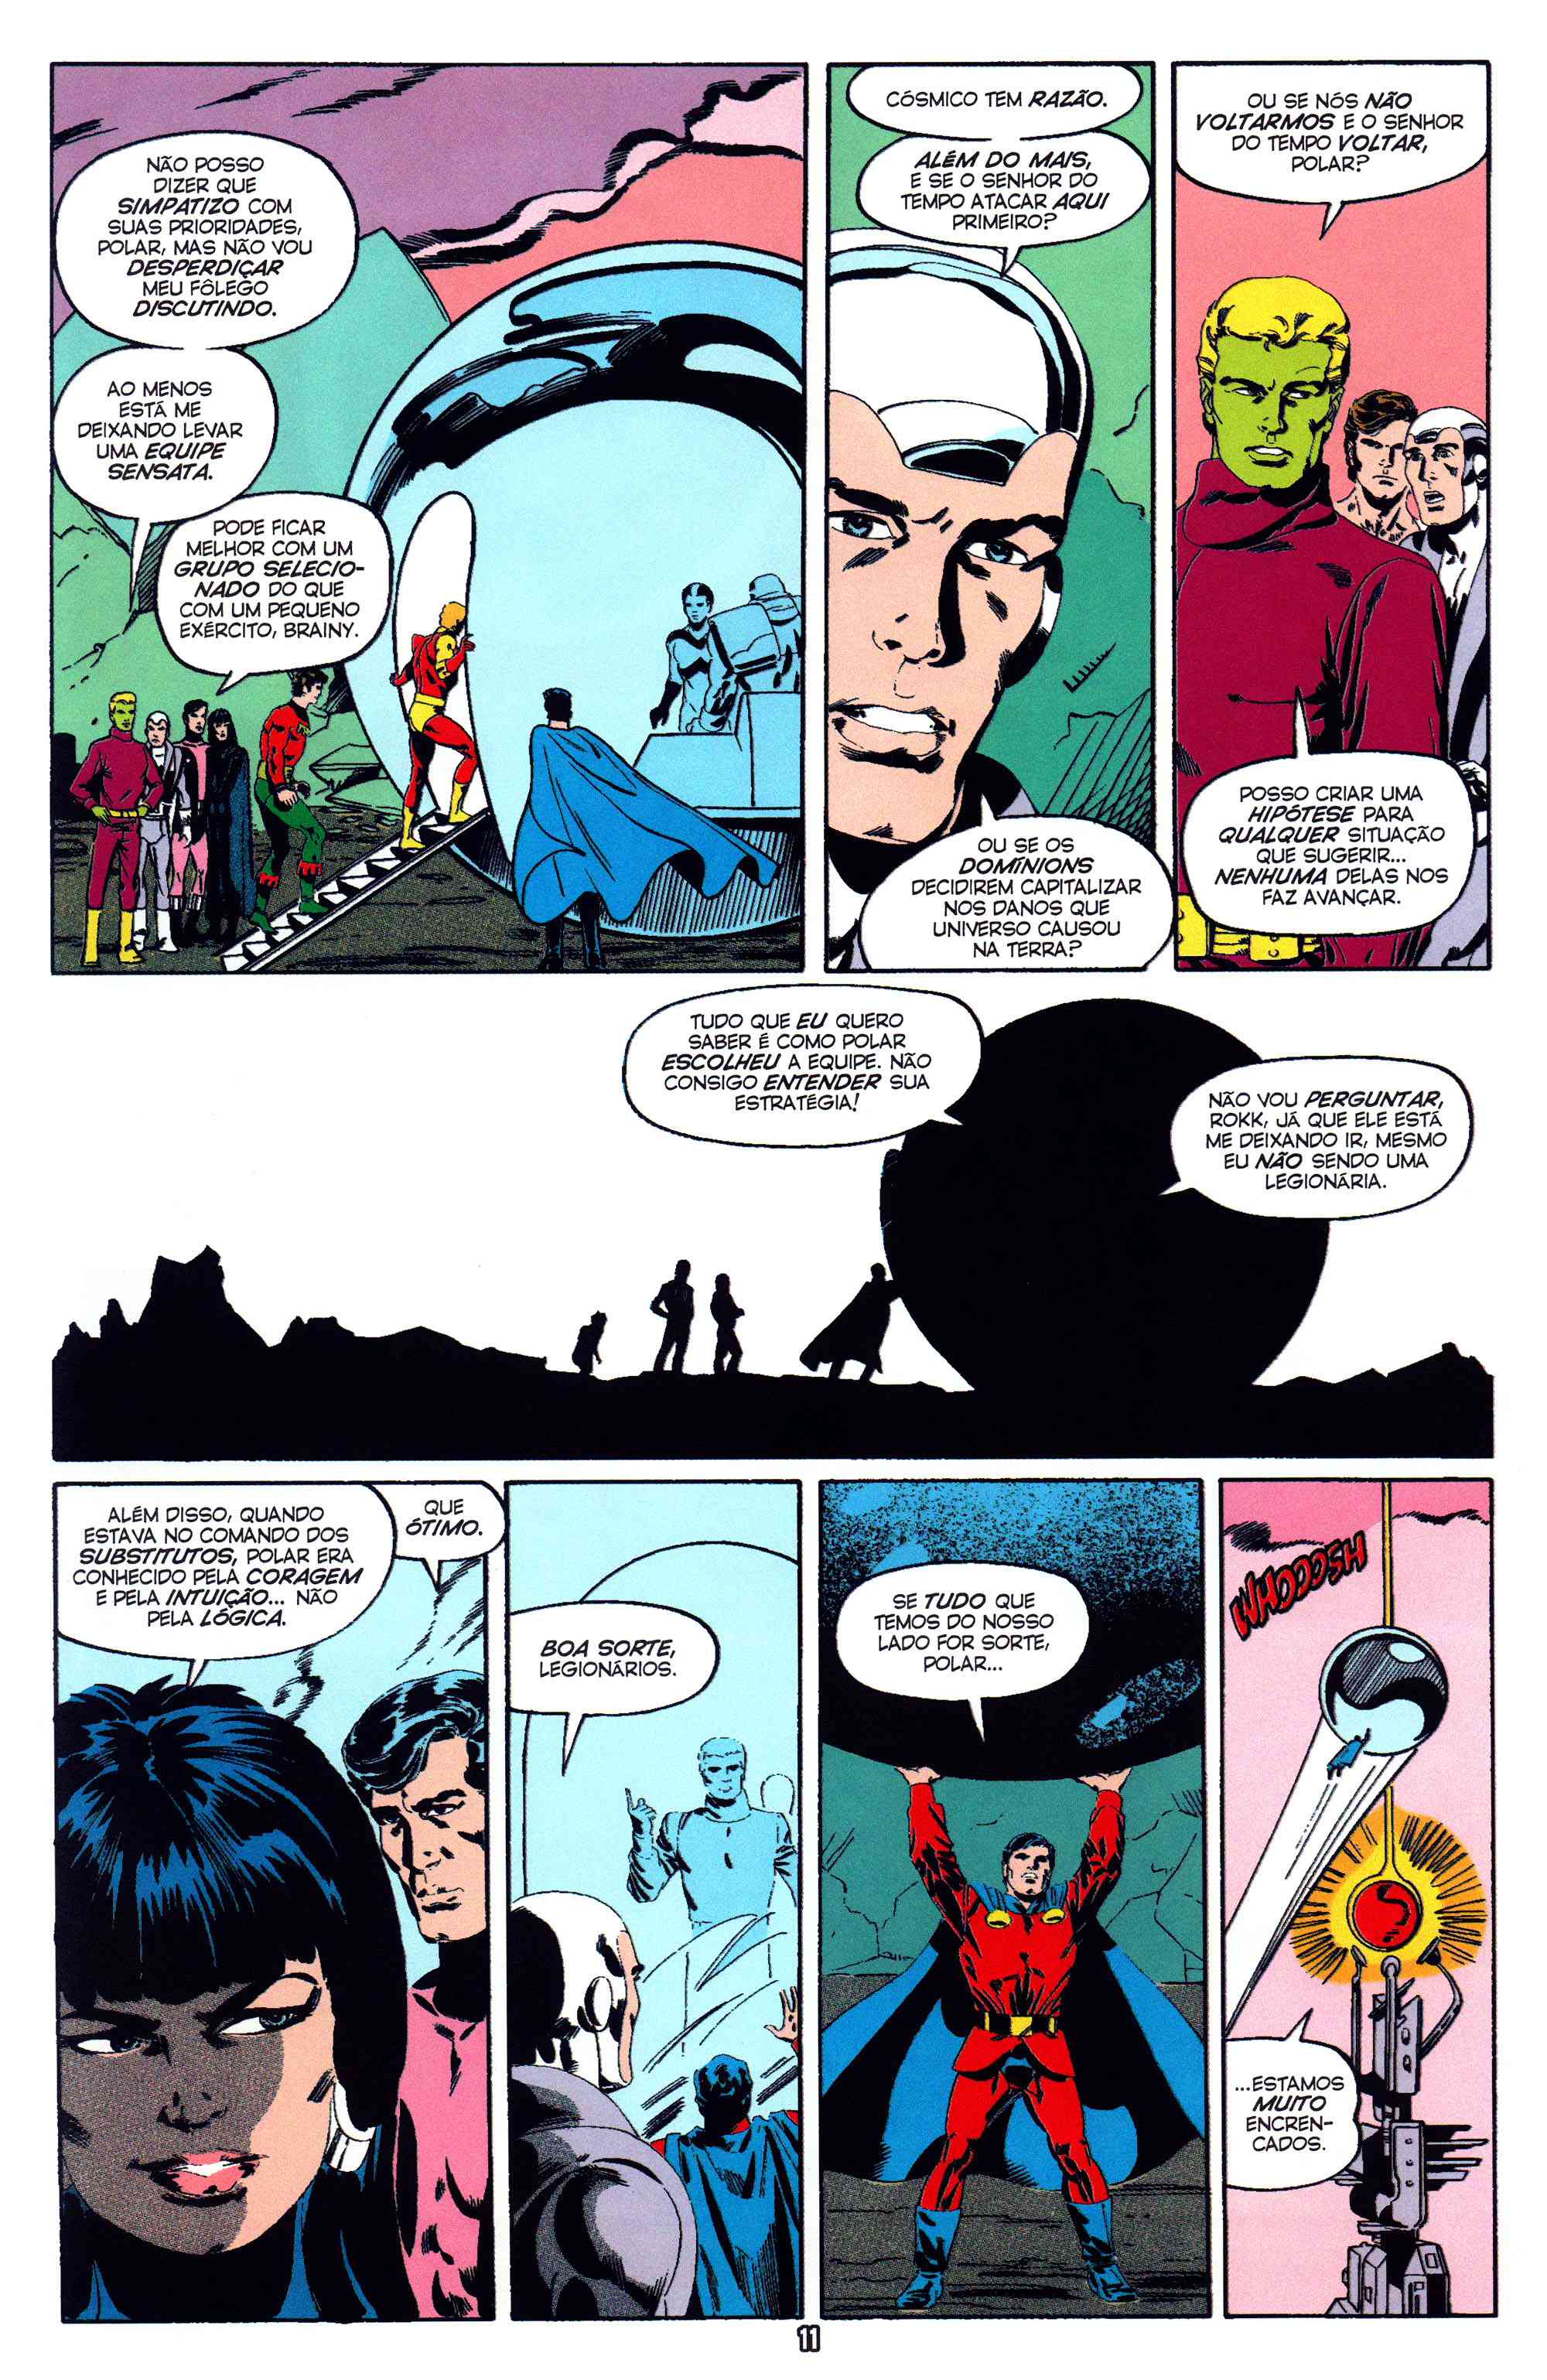 NÃO POSSO
DIZER QUE
SIMPATIZO COM
SUAS PRIORIDADES,
POLAR, MAS NÃO VOU
DESPERDIÇAR
MEU FÔLEGO
DISCUTINDO.
AO MENOS
ESTÁ ME
DEIXANDO LEVAR
UMA EQUIPE
SENSATA.
PODE FICAR
MELHOR COM UM
GRUPO SELECIO-
NADO DO QUE
COM UM PEQUENO
EXÉRCITO, BRAINY.
CÓSMICO TEM RAZÃO.
ALÉM DO MAIS,
E SE O SENHOR DO
TEMPO ATACAR AQUI
PRIMEIRO?
OU SE OS
DOMÍNIONS
DECIDIREM CAPITALIZAR
NOS DANOS QUE
UNIVERSO CAUSOU
NA TERRA?
OU SE NÓS NÃO
VOLTARMOS E O SENHOR
DO TEMPO VOLTAR,
POLAR?
POSSO CRIAR UMA
HIPÓTESE PARA
QUALQUER SITUAÇÃO
QUE SUGERIR...
NENHUMA DELAS NOS
FAZ AVANÇAR.
TUDO QUE EU QUERO
SABER É COMO POLAR
ESCOLHEU A EQUIPE. NÃO
CONSIGO ENTENDER SUA
ESTRATÉGIA!
NÃO VOU PERGUNTAR,
ROKK, JÁ QUE ELE ESTÁ
ME DEIXANDO IR, MESMO
EU NÃO SENDO UMA
LEGIONÁRIA.
ALÉM DISSO, QUANDO
ESTAVA NO COMANDO DOS
SUBSTITUTOS, POLAR ERA
CONHECIDO PELA CORAGEM
E PELA INTUIÇÃO... NÃO
PELA LÓGICA.
QUE
ÓTIMO.
BOA SORTE,
LEGIONÁRIOS.
SE TUDO QUE
TEMOS DO NOSSO
LADO FOR SORTE,
POLAR...
WHOOOOSH
...ESTAMOS
MUITO
ENCREN-
CADOS.
11